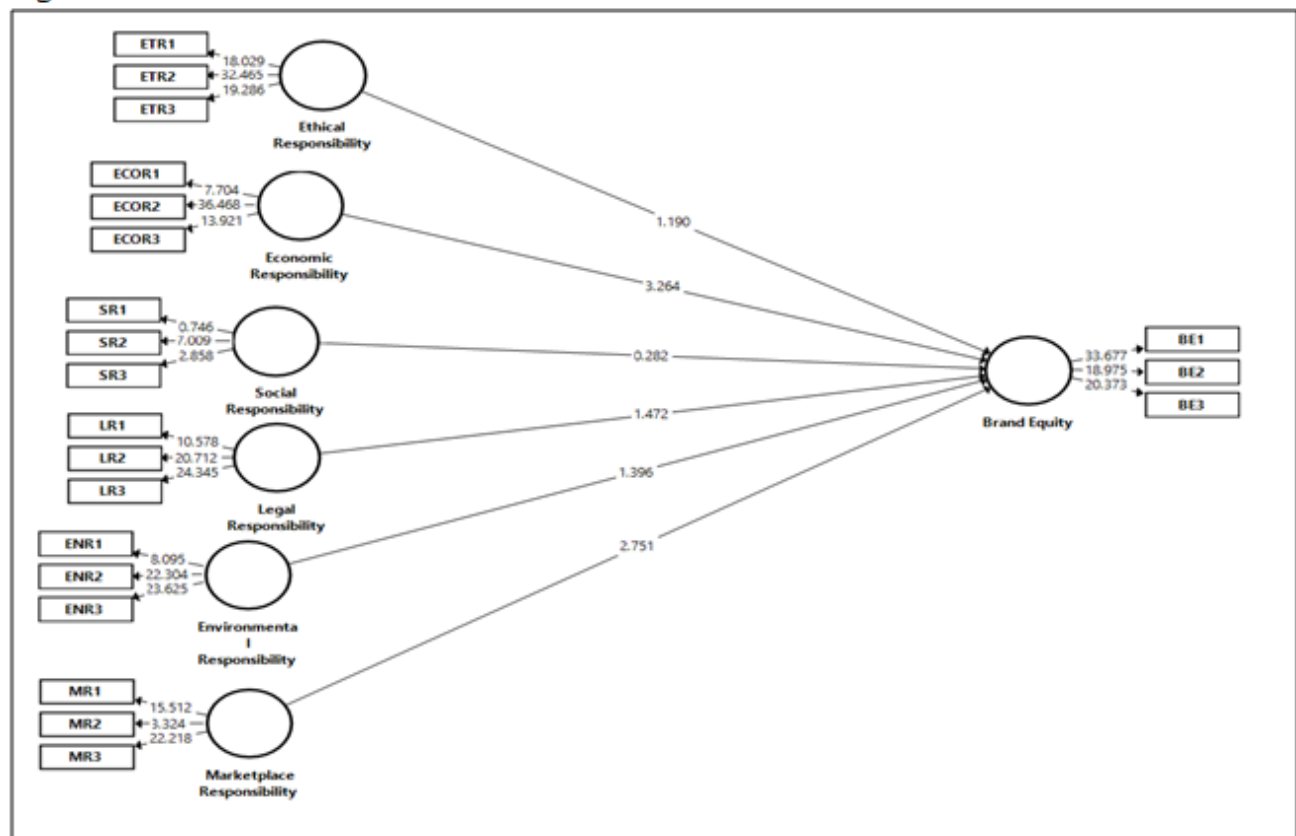 ETR1
18.029
ETR2
32.465
ETR3
19.286
Ethical
Responsibility
ECOR1
7.704
ECOR2
36.468
ECOR3
13.921
Economic
Responsibility
SR1
0.746
SR2
7.009
SR3
2.858
Social
Responsibility
LR1
10.578
LR2
20.712
LR3
24.345
Legal
Responsibility
ENR1
8.095
ENR2
22.304
ENR3
23.625
Environmenta
l
Responsibility
MR1
15.512
MR2
3.324
MR3
22.218
Marketplace
Responsibility
1.190
3.264
0.282
1.472
1.396
2.751
Brand Equity
33.677
BE1
18.975
BE2
20.373
BE3